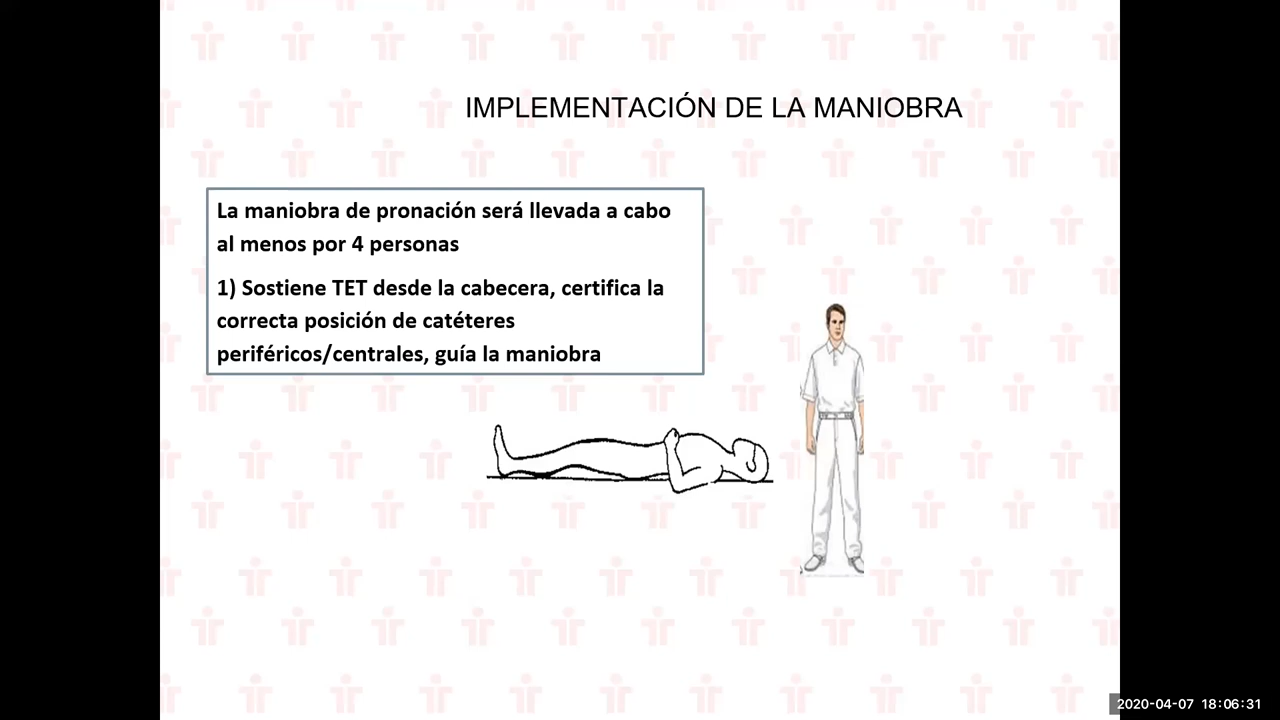 IMPLEMENTACIÓN DE LA MANIOBRA
La maniobra de pronación será llevada a cabo
al menos por 4 personas
1) Sostiene TET desde la cabecera, certifica la
correcta posición de catéteres
periféricos/centrales, guía la maniobra
2020-04-07 18:06:31